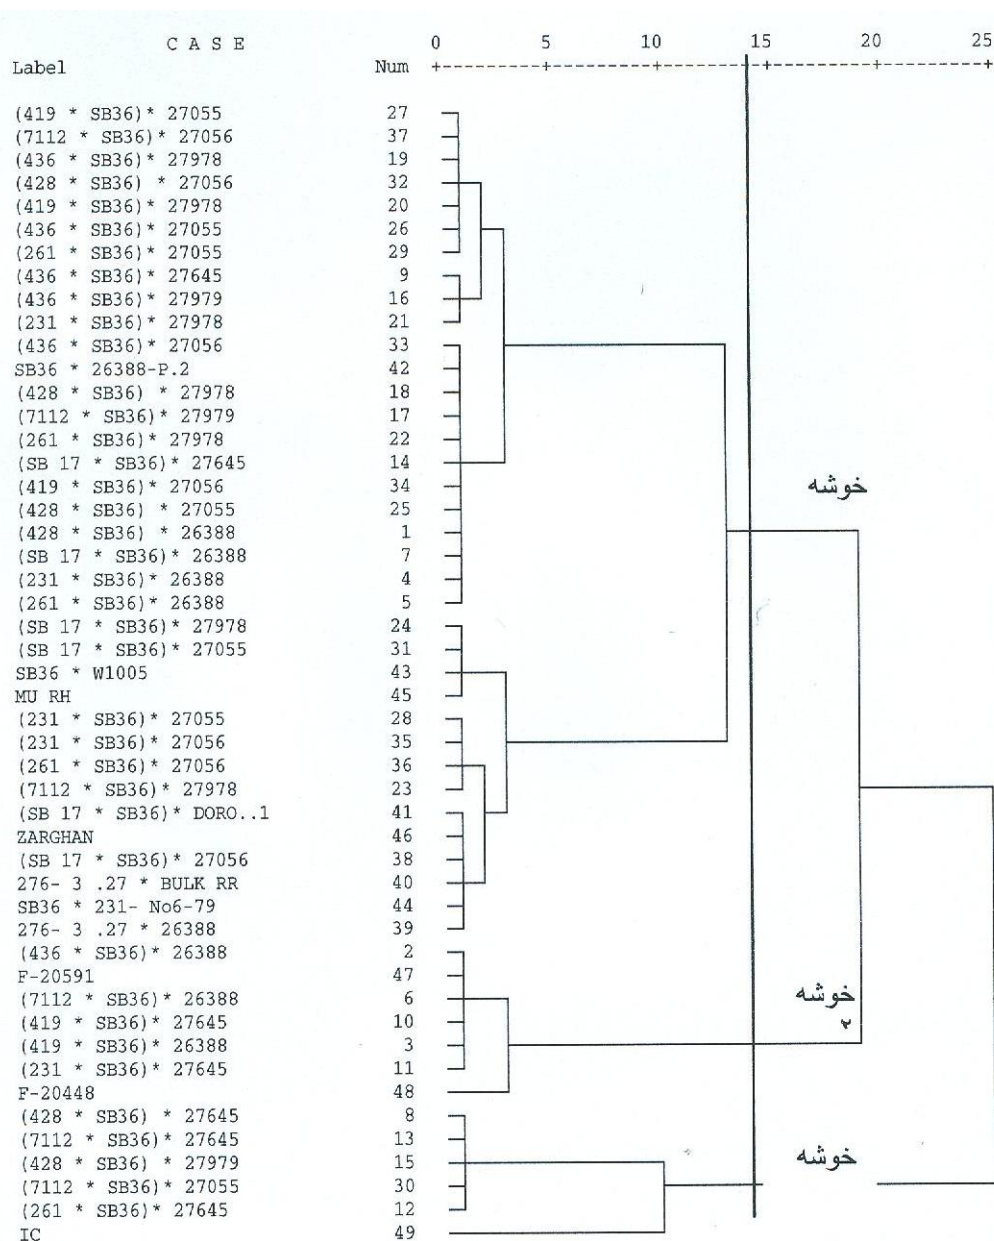 C A S E 0 5 10 15 20 25
Label Num +---------+---------+---------+---------+---------+
(419 * SB36)* 27055 27
(7112 * SB36)* 27056 37
(436 * SB36)* 27978 19
(428 * SB36) * 27056 32
(419 * SB36)* 27978 20
(436 * SB36)* 27055 26
(261 * SB36)* 27055 29
(436 * SB36)* 27645 9
(436 * SB36)* 27979 16
(231 * SB36)* 27978 21
(436 * SB36)* 27056 33
SB36 * 26388-P.2 42
(428 * SB36) * 27978 18
(7112 * SB36)* 27979 17
(261 * SB36)* 27978 22
(SB 17 * SB36)* 27645 14
خوشه
(419 * SB36)* 27056 34
(428 * SB36) * 27055 25
(428 * SB36) * 26388 1
(SB 17 * SB36)* 26388 7
(231 * SB36)* 26388 4
(261 * SB36)* 26388 5
(SB 17 * SB36)* 27978 24
(SB 17 * SB36)* 27055 31
SB36 * W1005 43
MU RH 45
(231 * SB36)* 27055 28
(231 * SB36)* 27056 35
(261 * SB36)* 27056 36
(7112 * SB36)* 27978 23
(SB 17 * SB36)* DORO..1 41
ZARGHAN 46
(SB 17 * SB36)* 27056 38
276- 3 .27 * BULK RR 40
SB36 * 231- No6-79 44
276- 3 .27 * 26388 39
(436 * SB36)* 26388 2
F-20591 47
(7112 * SB36)* 26388 6
خوشه
(419 * SB36)* 27645 10
۲
(419 * SB36)* 26388 3
(231 * SB36)* 27645 11
F-20448 48
(428 * SB36) * 27645 8
(7112 * SB36)* 27645 13
(428 * SB36) * 27979 15
خوشه
(7112 * SB36)* 27055 30
(261 * SB36)* 27645 12
IC 49